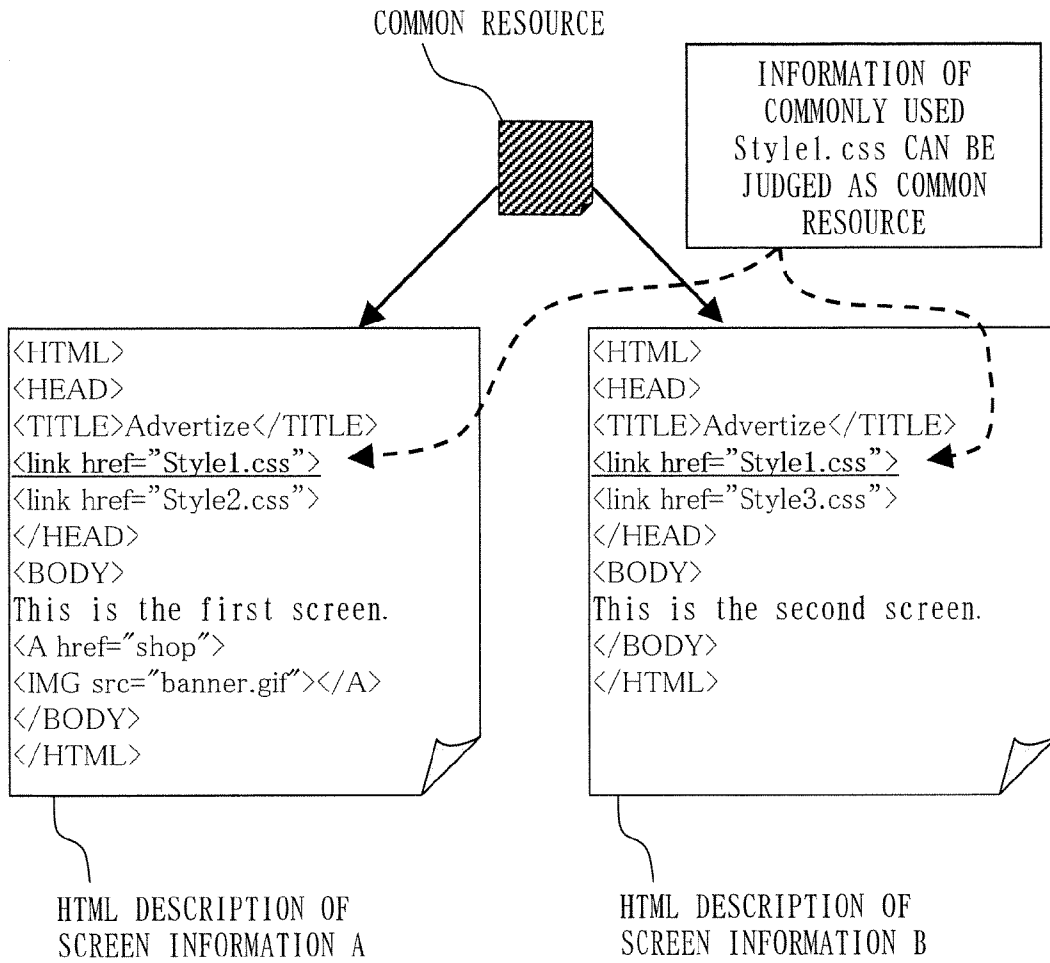 COMMON RESOURCE
INFORMATION OF
COMMONLY USED
Style1.css CAN BE
JUDGED AS COMMON
RESOURCE
<HTML>
<HEAD>
<TITLE>Advertize</TITLE>
<link href="Style1.css">
<link href="Style2.css">
</HEAD>
<BODY>
This is the first screen.
<A href="shop">
<IMG src="banner.gif"></A>
</BODY>
</HTML>
<HTML>
<HEAD>
<TITLE>Advertize</TITLE>
<link href="Style1.css">
<link href="Style3.css">
</HEAD>
<BODY>
This is the second screen.
</BODY>
</HTML>
HTML DESCRIPTION OF
SCREEN INFORMATION A
HTML DESCRIPTION OF
SCREEN INFORMATION B